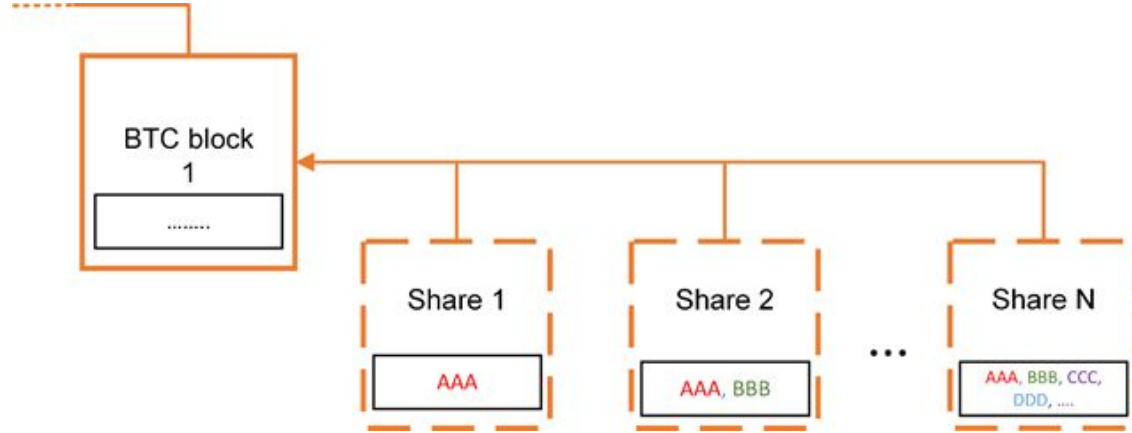 BTC block
1
........
Share 1
AAA
Share 2
AAA, BBB
...
Share N
AAA, BBB, CCC,
DDD, ....